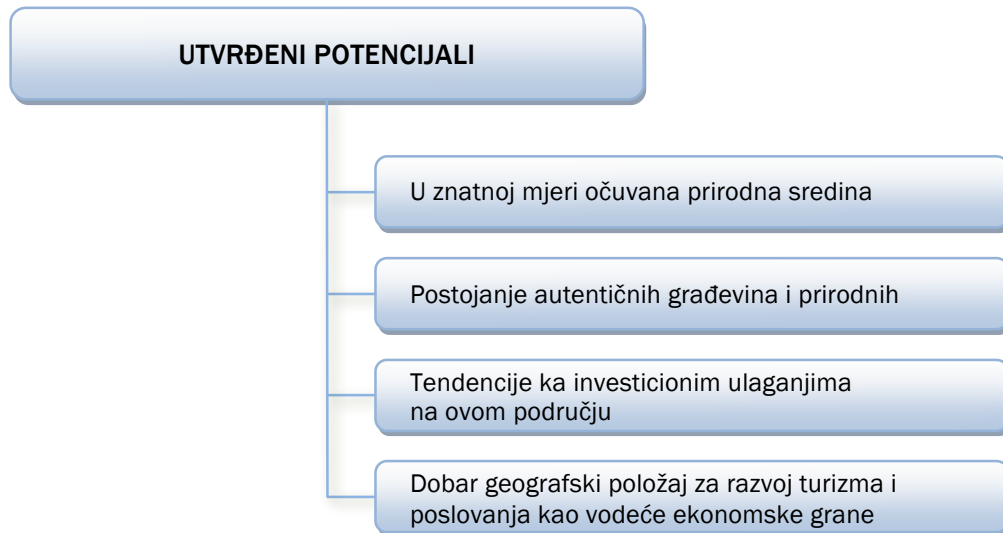 UTVRĐENI POTENCIJALI
U znatnoj mjeri očuvana prirodna sredina
Postojanje autentičnih građevina i prirodnih
Tendencije ka investicionim ulaganjima
na ovom području
Dobar geografski položaj za razvoj turizma i
poslovanja kao vodeće ekonomske grane